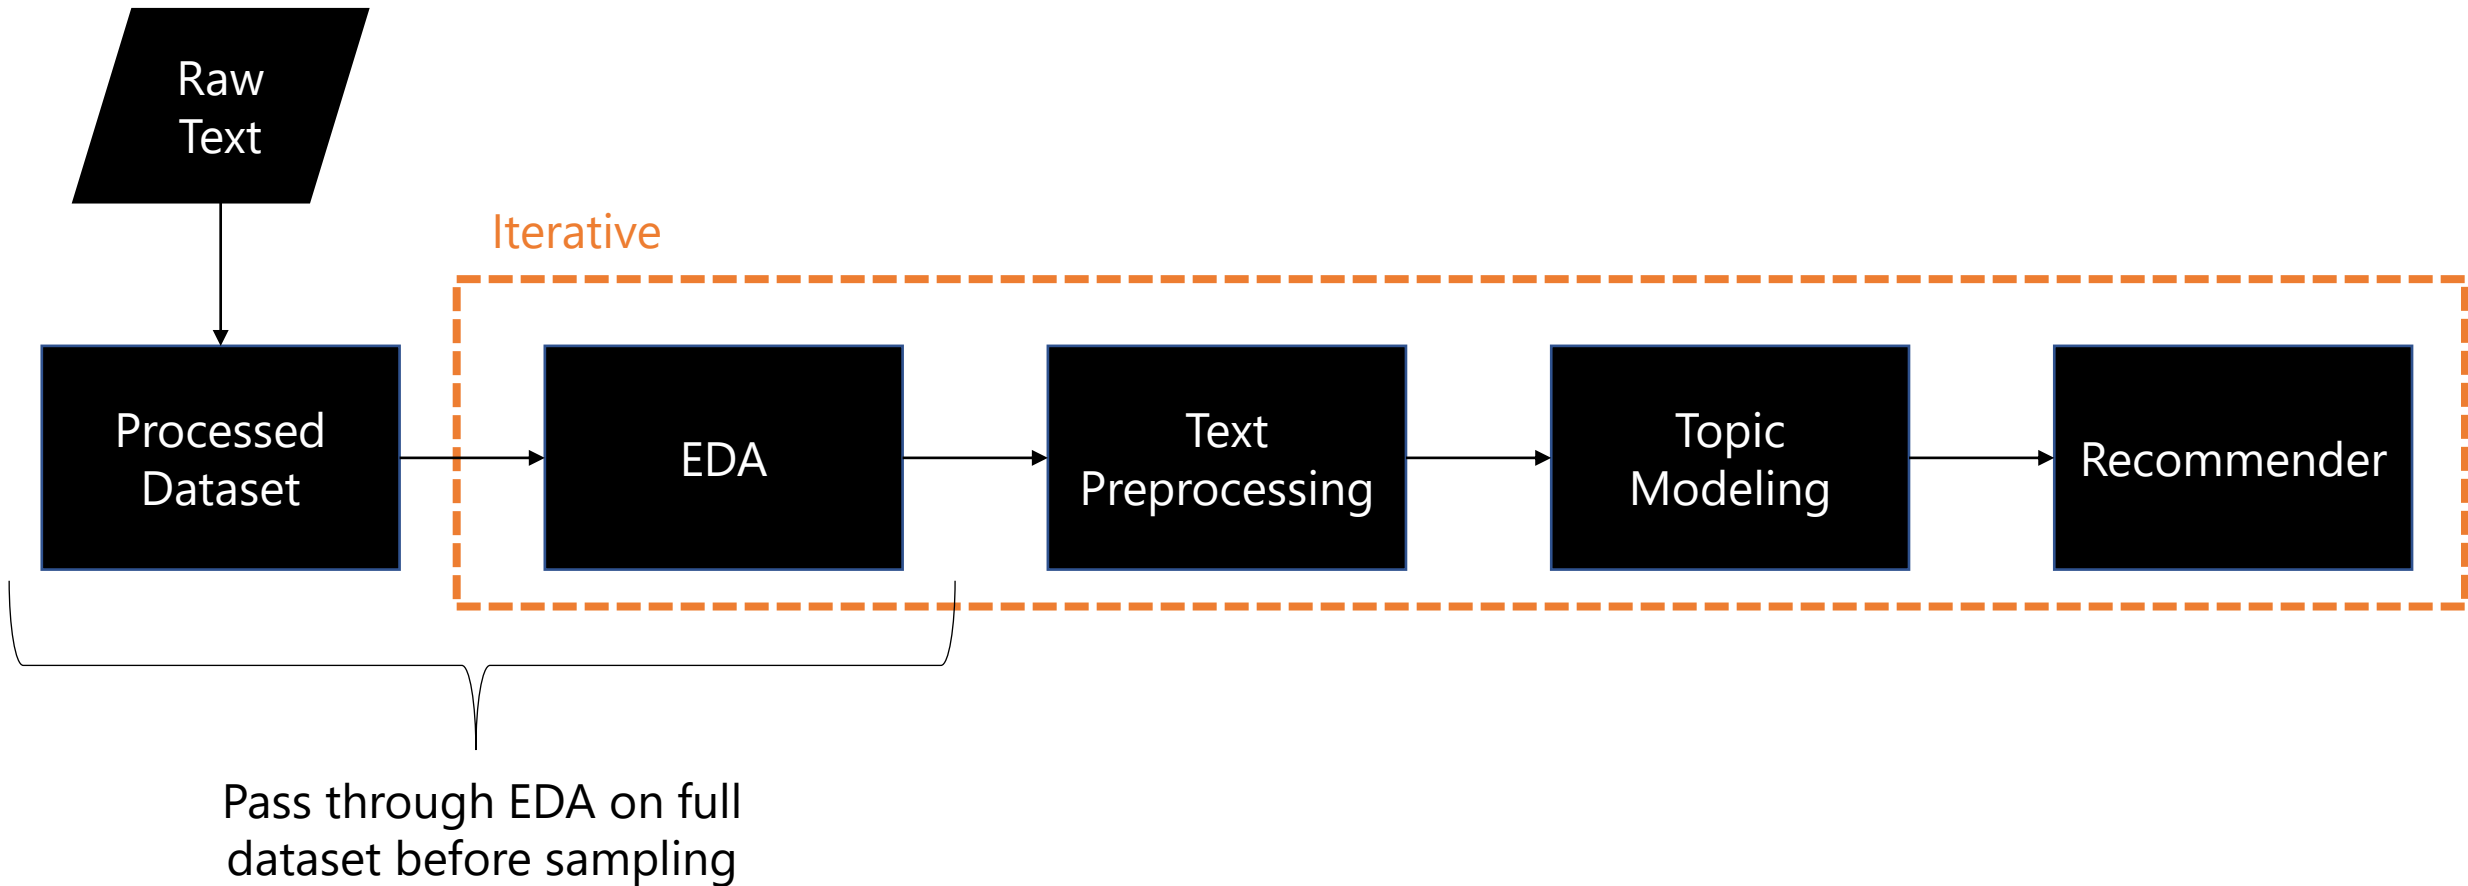 Raw
Text
Iterative
Processed
Dataset
EDA
Text
Preprocessing
Topic
Modeling
Recommender
Pass through EDA on full
dataset before sampling